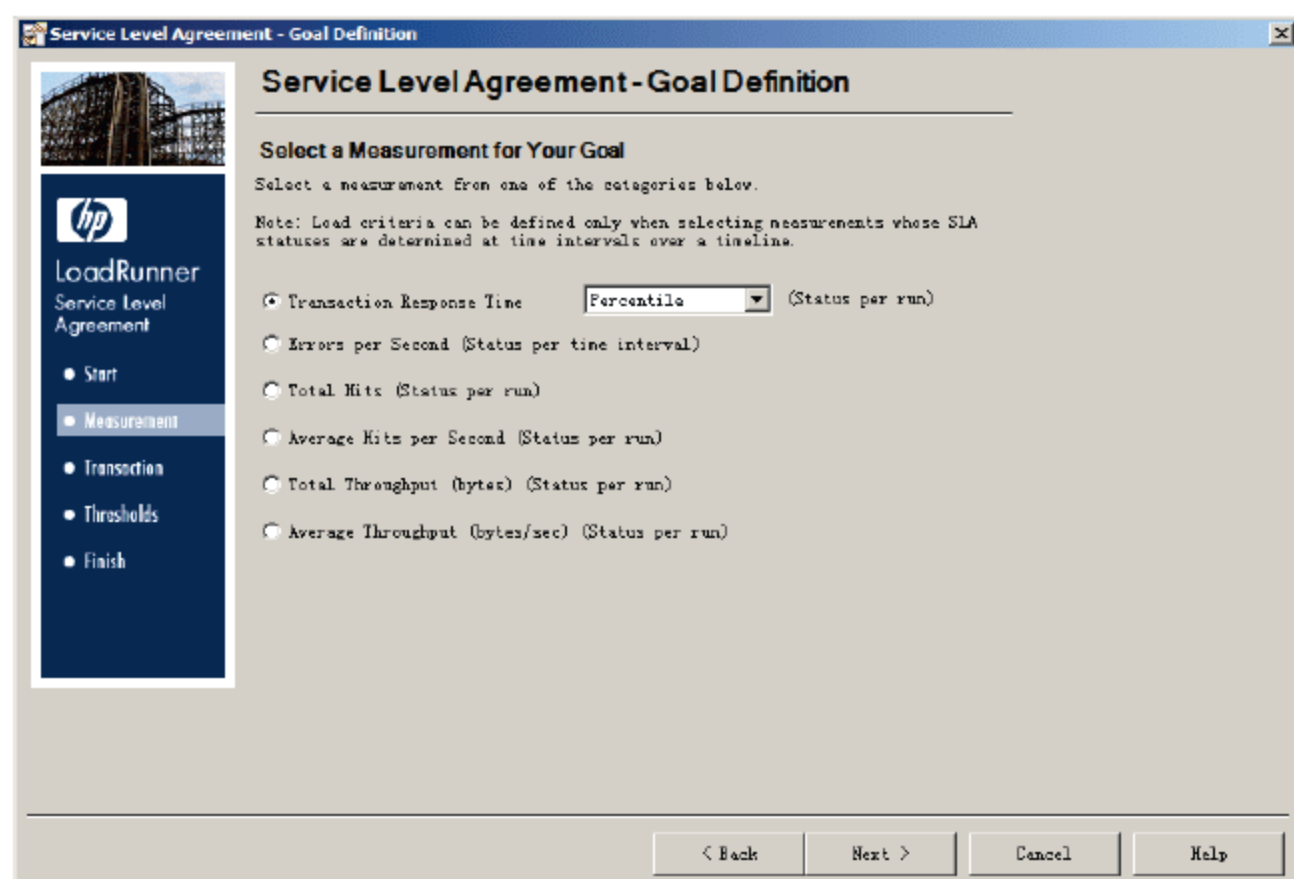 Service Level Agreement - Goal Definition
Service Level Agreement - Goal Definition
Select a Measurement for Your Goal
Select a measurement from one of the categories below.
Note: Load criteria can be defined only when selecting measurements whose SLA
statuses are determined at time intervals over a timeline.
hp
LoadRunner
Service Level
Agreement
Start
Measurement
Transaction
Thresholds
Finish
Transaction Response Time Percentile (Status per run)
Errors per Second (Status per time interval)
Total Hits (Status per run)
Average Hits per Second (Status per run)
Total Throughput (bytes) (Status per run)
Average Throughput (bytes/sec) (Status per run)
< Back Next > Cancel Help